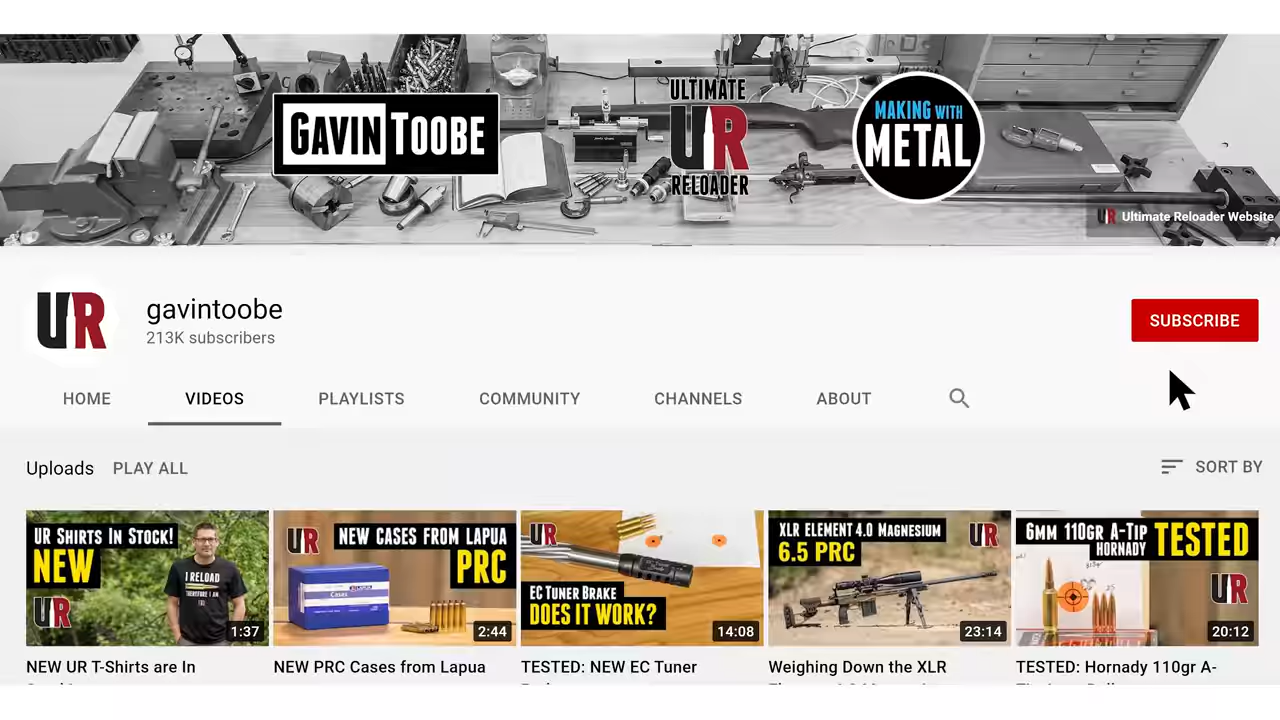 GAVIN TOOBE
ULTIMATE
UR
RELOADER
MAKING WITH
METAL
UR Ultimate Reloader Website
UR
gavintoobe
213K subscribers
SUBSCRIBE
HOME
VIDEOS
PLAYLISTS
COMMUNITY
CHANNELS
ABOUT
Uploads
PLAY ALL
SORT BY
UR SHIRTS IN STOCK!
NEW
UR
I RELOAD
THEREFORE I AM
1:37
UR
NEW CASES FROM LAPUA
PRC
LAPUA
Cases
2:44
UR
EC TUNER BRAKE
DOES IT WORK?
14:08
XLR ELEMENT 4.0 MAGNESIUM
6.5 PRC
UR
23:14
6MM 110GR A-TIP
HORNADY
TESTED
UR
20:12
NEW UR T-Shirts are In
NEW PRC Cases from Lapua
TESTED: NEW EC Tuner
Weighing Down the XLR
TESTED: Hornady 110gr A-